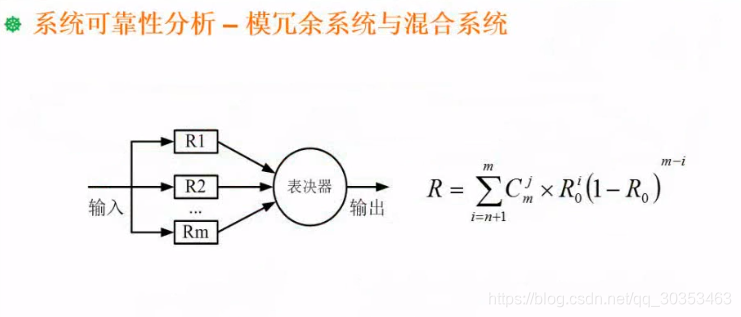 系统可靠性分析 – 模冗余系统与混合系统
R1
R2
...
Rm
输入
表决器
输出
R = \sum_{i=n+1}^{m} C_m^j × R_0^i (1 − R_0)^{m−i}
https://blog.csdn.net/qq_30353463